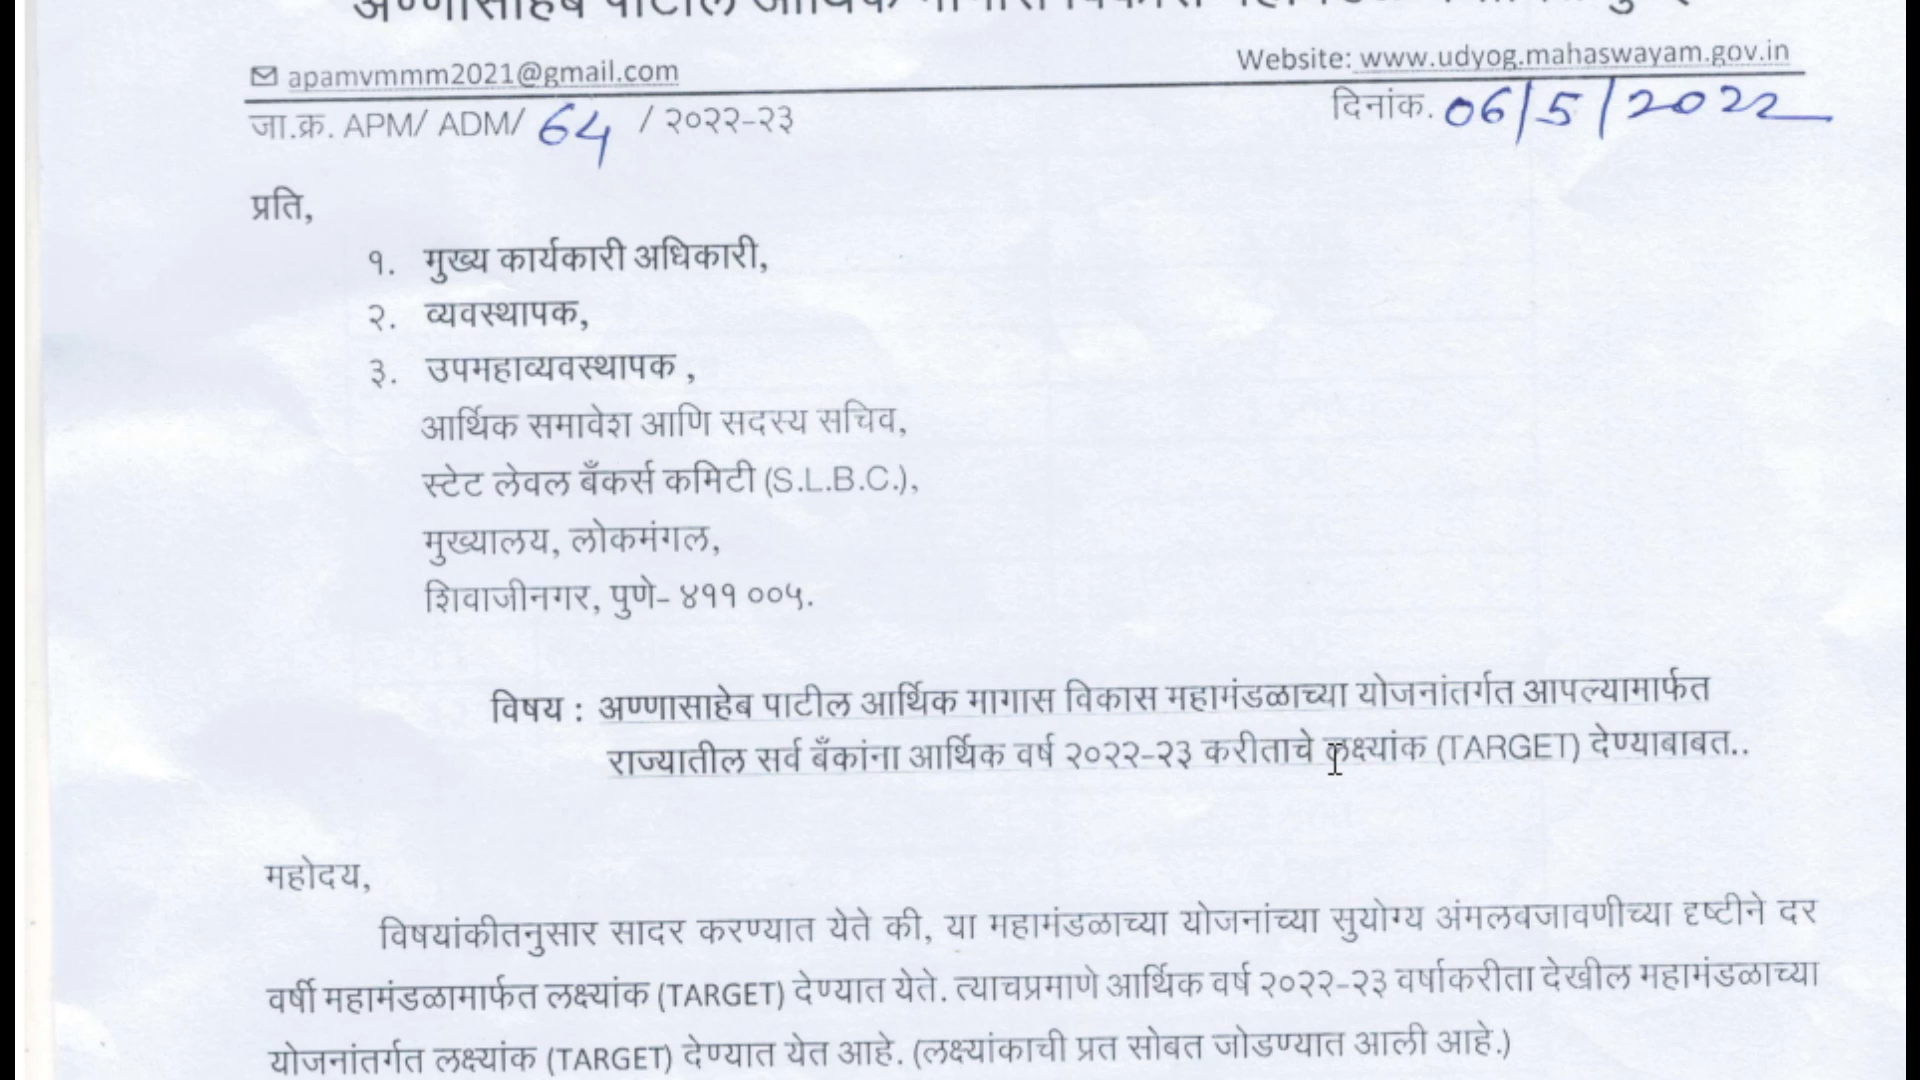 अण्णासाहेब पाटील आर्थिक मागास विकास
apamvmmm2021@gmail.com
Website: www.udyog.mahaswayam.gov.in
जा.क्र. APM/ ADM/ 64 / २०२२-२३
दिनांक. 06/5/2022
प्रति,
१. मुख्य कार्यकारी अधिकारी,
२. व्यवस्थापक,
३. उपमहाव्यवस्थापक ,
आर्थिक समावेश आणि सदस्य सचिव,
स्टेट लेवल बँकर्स कमिटी (S.L.B.C.),
मुख्यालय, लोकमंगल,
शिवाजीनगर, पुणे- ४११ ००५.
विषय : अण्णासाहेब पाटील आर्थिक मागास विकास महामंडळाच्या योजनांतर्गत आपल्यामार्फत
राज्यातील सर्व बँकांना आर्थिक वर्ष २०२२-२३ करीताचे लक्ष्यांक (TARGET) देण्याबाबत..
महोदय,
विषयांकीतनुसार सादर करण्यात येते की, या महामंडळाच्या योजनांच्या सुयोग्य अंमलबजावणीच्या दृष्टीने दर
वर्षी महामंडळामार्फत लक्ष्यांक (TARGET) देण्यात येते. त्याचप्रमाणे आर्थिक वर्ष २०२२-२३ वर्षाकरीता देखील महामंडळाच्या
योजनांतर्गत लक्ष्यांक (TARGET) देण्यात येत आहे. (लक्ष्यांकाची प्रत सोबत जोडण्यात आली आहे.)